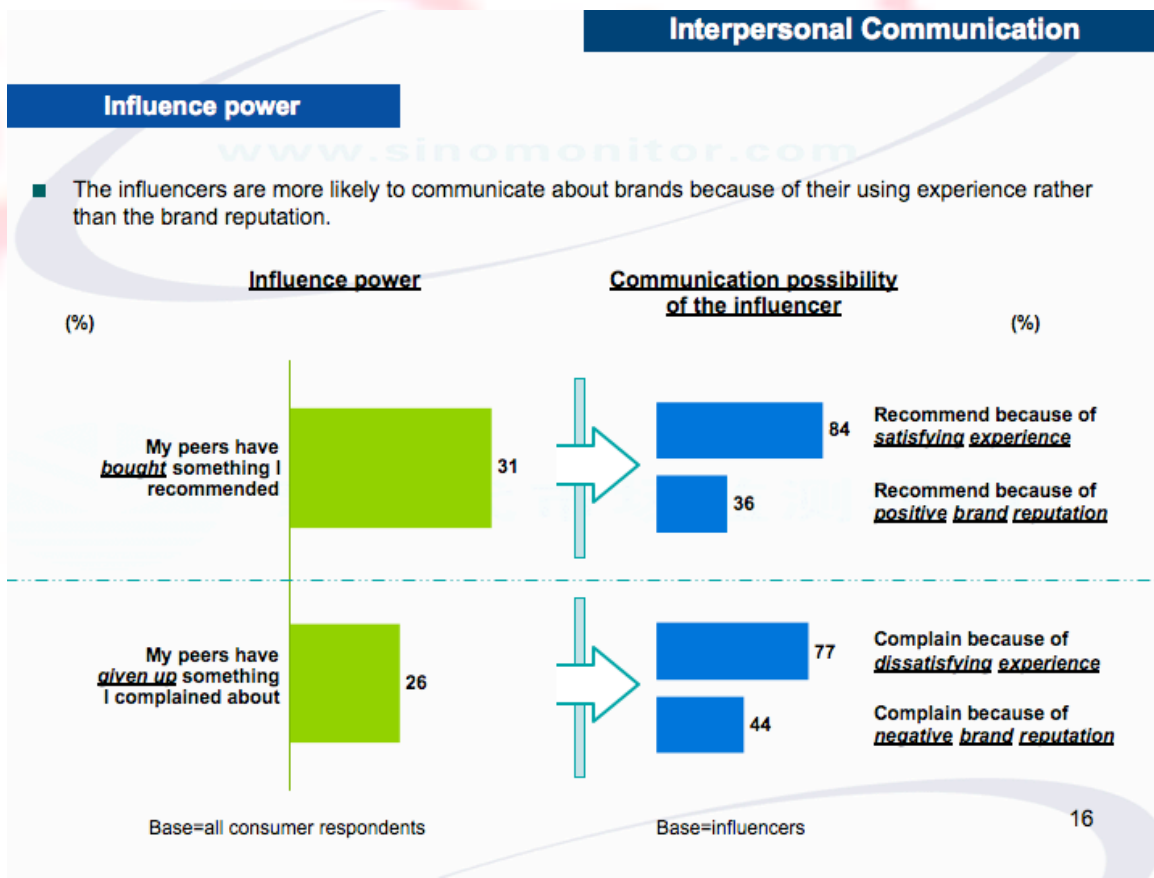 Interpersonal Communication
Influence power
www.sinomonitor.com
■ The influencers are more likely to communicate about brands because of their using experience rather
than the brand reputation.
Influence power
(%)
My peers have
bought something I
recommended
31
My peers have
given up something
I complained about
26
Base=all consumer respondents
Communication possibility
of the influencer
(%)
84
Recommend because of
satisfying experience
36
Recommend because of
positive brand reputation
77
Complain because of
dissatisfying experience
44
Complain because of
negative brand reputation
Base=influencers
16